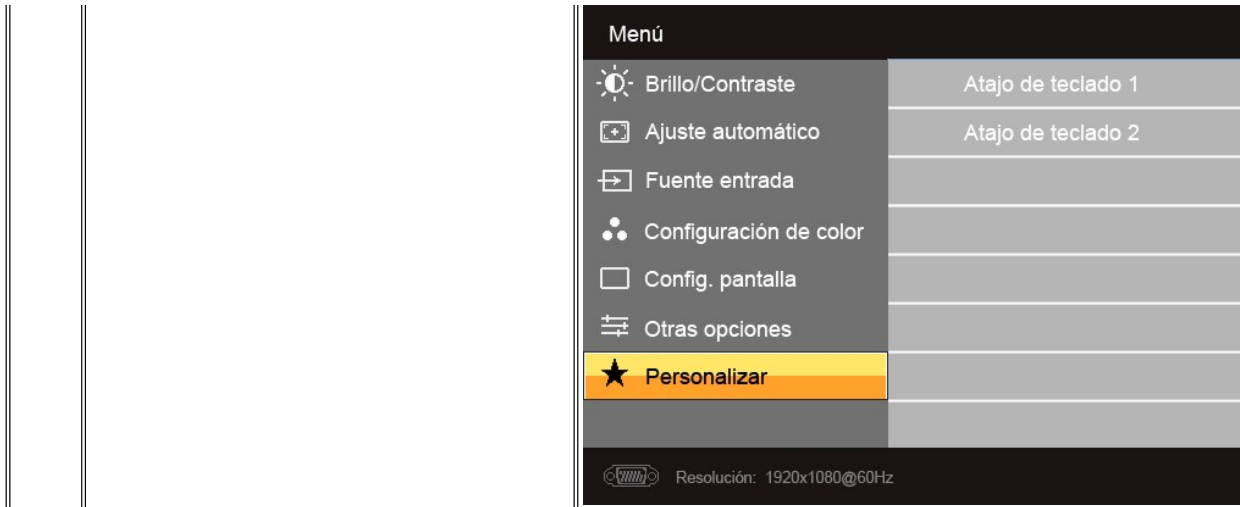 Menú
Brillo/Contraste
Atajo de teclado 1
Ajuste automático
Atajo de teclado 2
Fuente entrada
Configuración de color
Config. pantalla
Otras opciones
Personalizar
Resolución: 1920x1080@60Hz